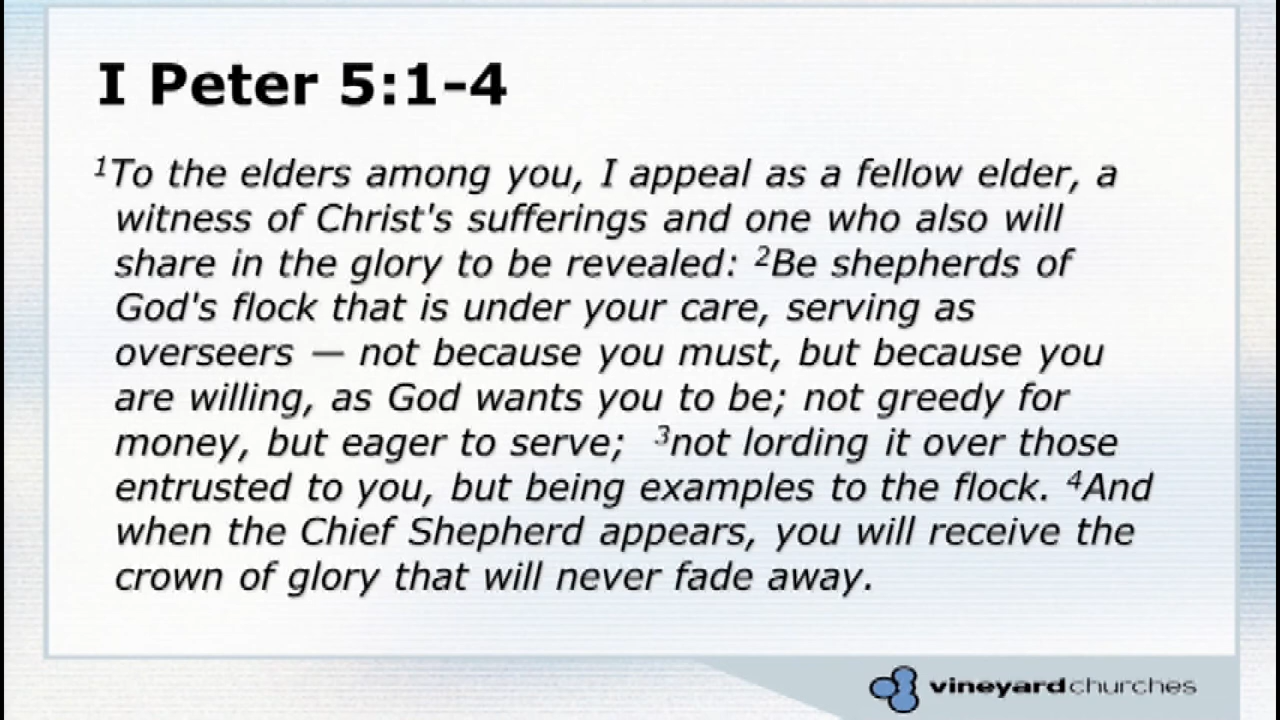 I Peter 5:1-4
¹To the elders among you, I appeal as a fellow elder, a
witness of Christ's sufferings and one who also will
share in the glory to be revealed: ²Be shepherds of
God's flock that is under your care, serving as
overseers — not because you must, but because you
are willing, as God wants you to be; not greedy for
money, but eager to serve;  ³not lording it over those
entrusted to you, but being examples to the flock. ⁴And
when the Chief Shepherd appears, you will receive the
crown of glory that will never fade away.
vineyardchurches